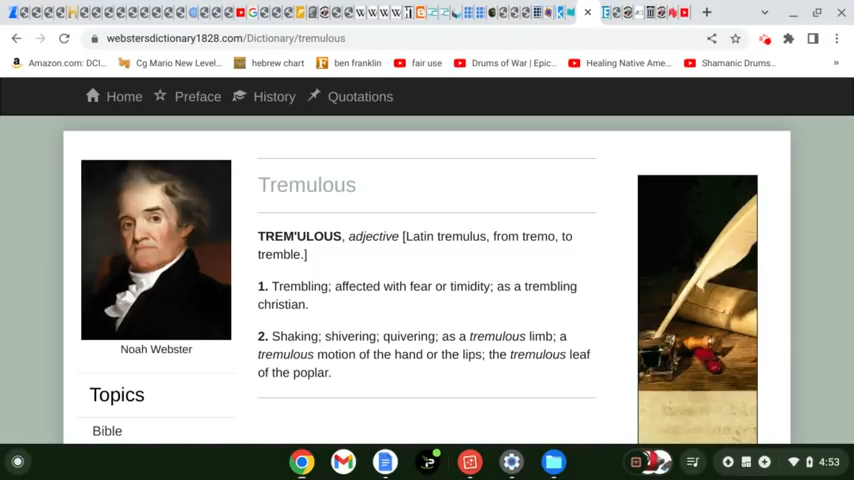 webstersdictionary1828.com/Dictionary/tremulous
Amazon.com: DCI...
Cg Mario New Level...
hebrew chart
ben franklin
fair use
Drums of War | Epic...
Healing Native Ame...
Shamanic Drums...
»
Home
Preface
History
Quotations
Tremulous
TREM'ULOUS, adjective [Latin tremulus, from tremo, to
tremble.]
1. Trembling; affected with fear or timidity; as a trembling
christian.
2. Shaking; shivering; quivering; as a tremulous limb; a
tremulous motion of the hand or the lips; the tremulous leaf
of the poplar.
Noah Webster
Topics
Bible
4:53